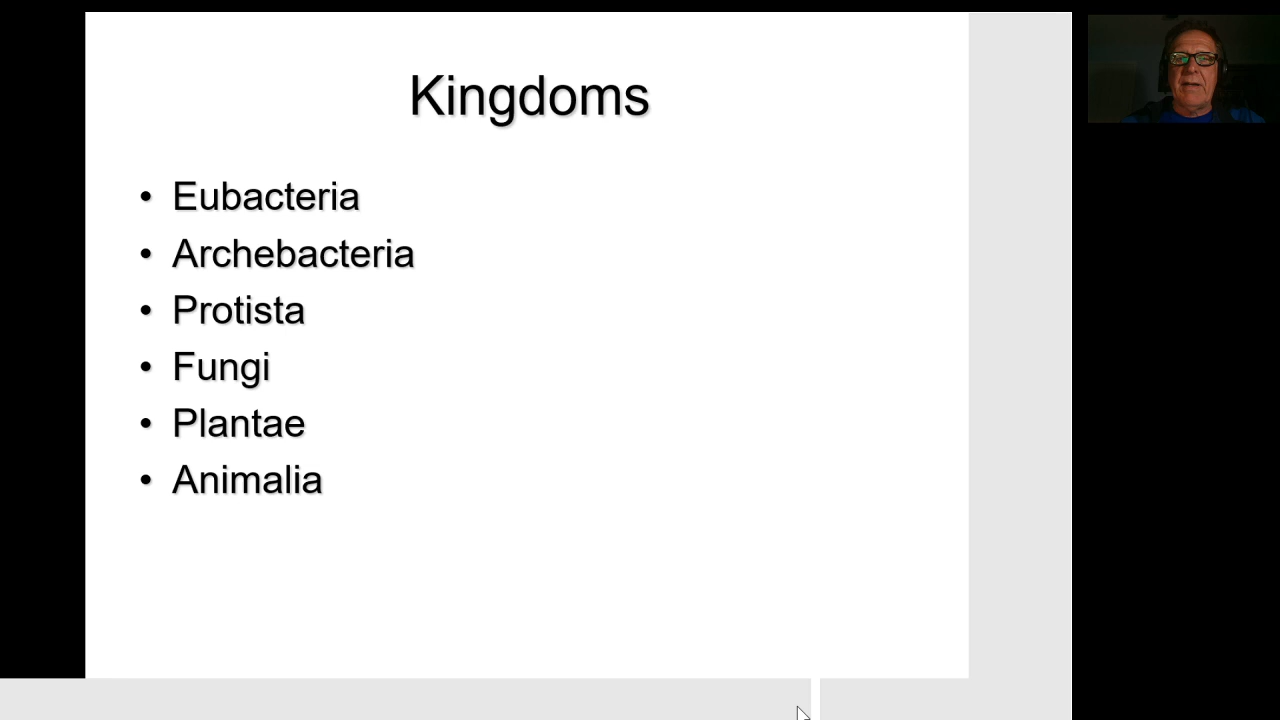 Kingdoms
• Eubacteria
• Archebacteria
• Protista
• Fungi
• Plantae
• Animalia